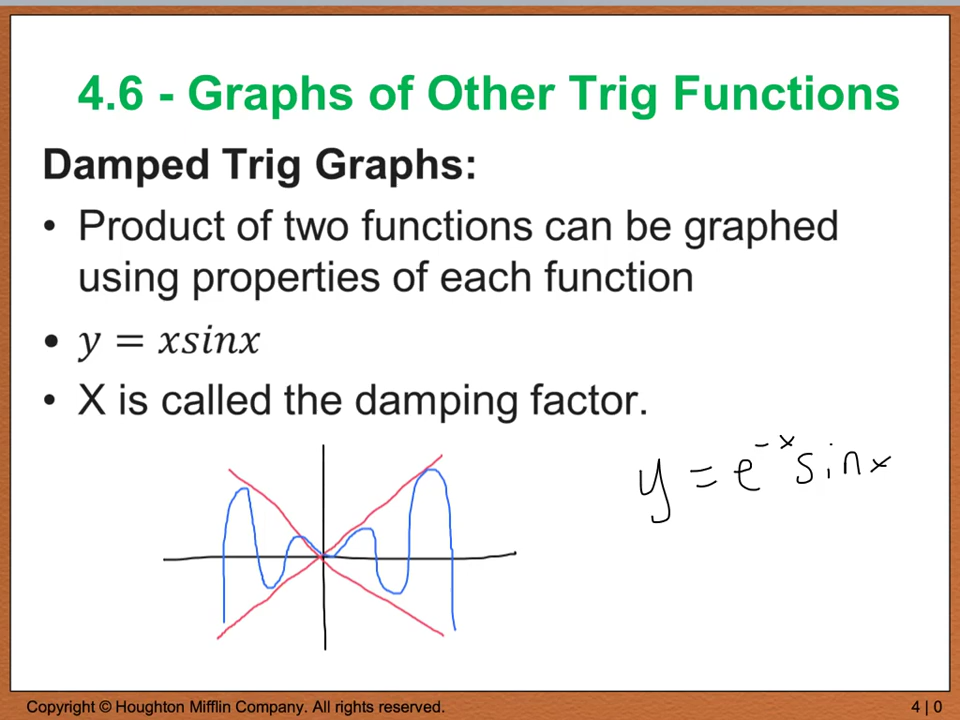 4.6 - Graphs of Other Trig Functions
Damped Trig Graphs:
• Product of two functions can be graphed
using properties of each function
• y = xsinx
• X is called the damping factor.
y = e^{-x} sinx
Copyright © Houghton Mifflin Company. All rights reserved.
4 | 0